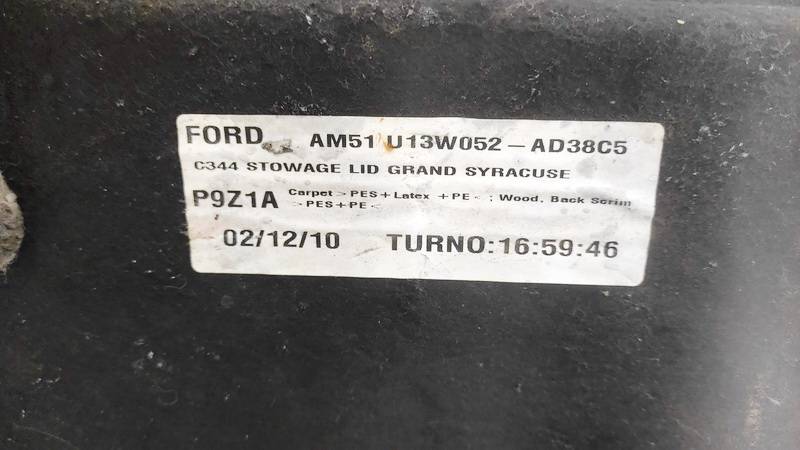 FORD AM51 U13W052 - AD38C5
C344 STOWAGE LID GRAND SYRACUSE
P9Z1A Carpet > PES + Latex + PE < ; Wood, Back Scrim
> PES + PE <
02/12/10 TURNO: 16:59:46